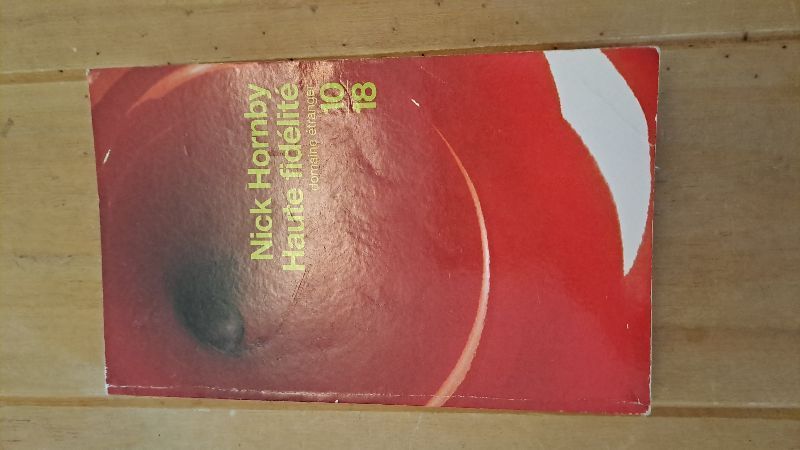 Nick Hornby
Haute fidélité
domaine étranger
10
18